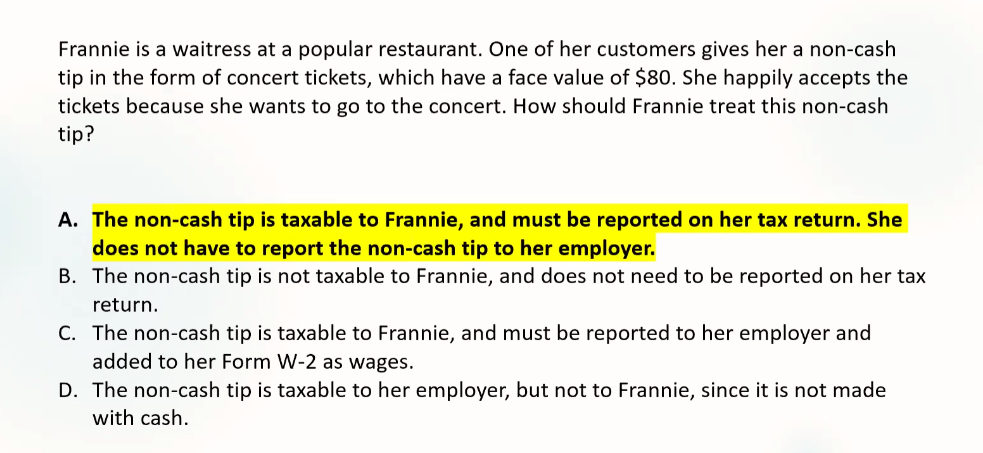 Frannie is a waitress at a popular restaurant. One of her customers gives her a non-cash
tip in the form of concert tickets, which have a face value of $80. She happily accepts the
tickets because she wants to go to the concert. How should Frannie treat this non-cash
tip?
A. The non-cash tip is taxable to Frannie, and must be reported on her tax return. She
does not have to report the non-cash tip to her employer.
B. The non-cash tip is not taxable to Frannie, and does not need to be reported on her tax
return.
C. The non-cash tip is taxable to Frannie, and must be reported to her employer and
added to her Form W-2 as wages.
D. The non-cash tip is taxable to her employer, but not to Frannie, since it is not made
with cash.